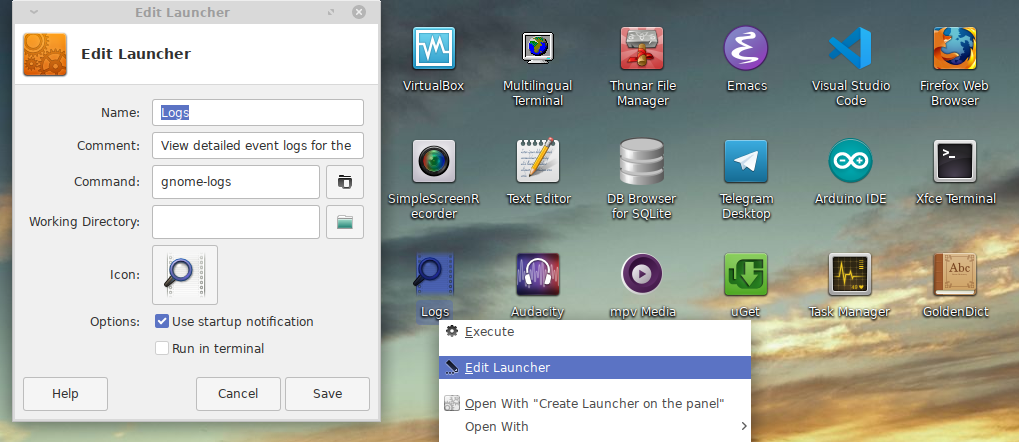 Edit Launcher
Edit Launcher
Name: Logs
Comment: View detailed event logs for the
Command: gnome-logs
Working Directory:
Icon:
Options: Use startup notification
Run in terminal
Help Cancel Save
VirtualBox
Multilingual
Terminal
Thunar File
Manager
Emacs
Visual Studio
Code
Firefox Web
Browser
SimpleScreenR
ecorder
Text Editor
DB Browser
for SQLite
Telegram
Desktop
Arduino IDE
>_
Xfce Terminal
Logs
Audacity
mpv Media
uGet
Task Manager
Abc
GoldenDict
Execute
Edit Launcher
Open With "Create Launcher on the panel"
Open With